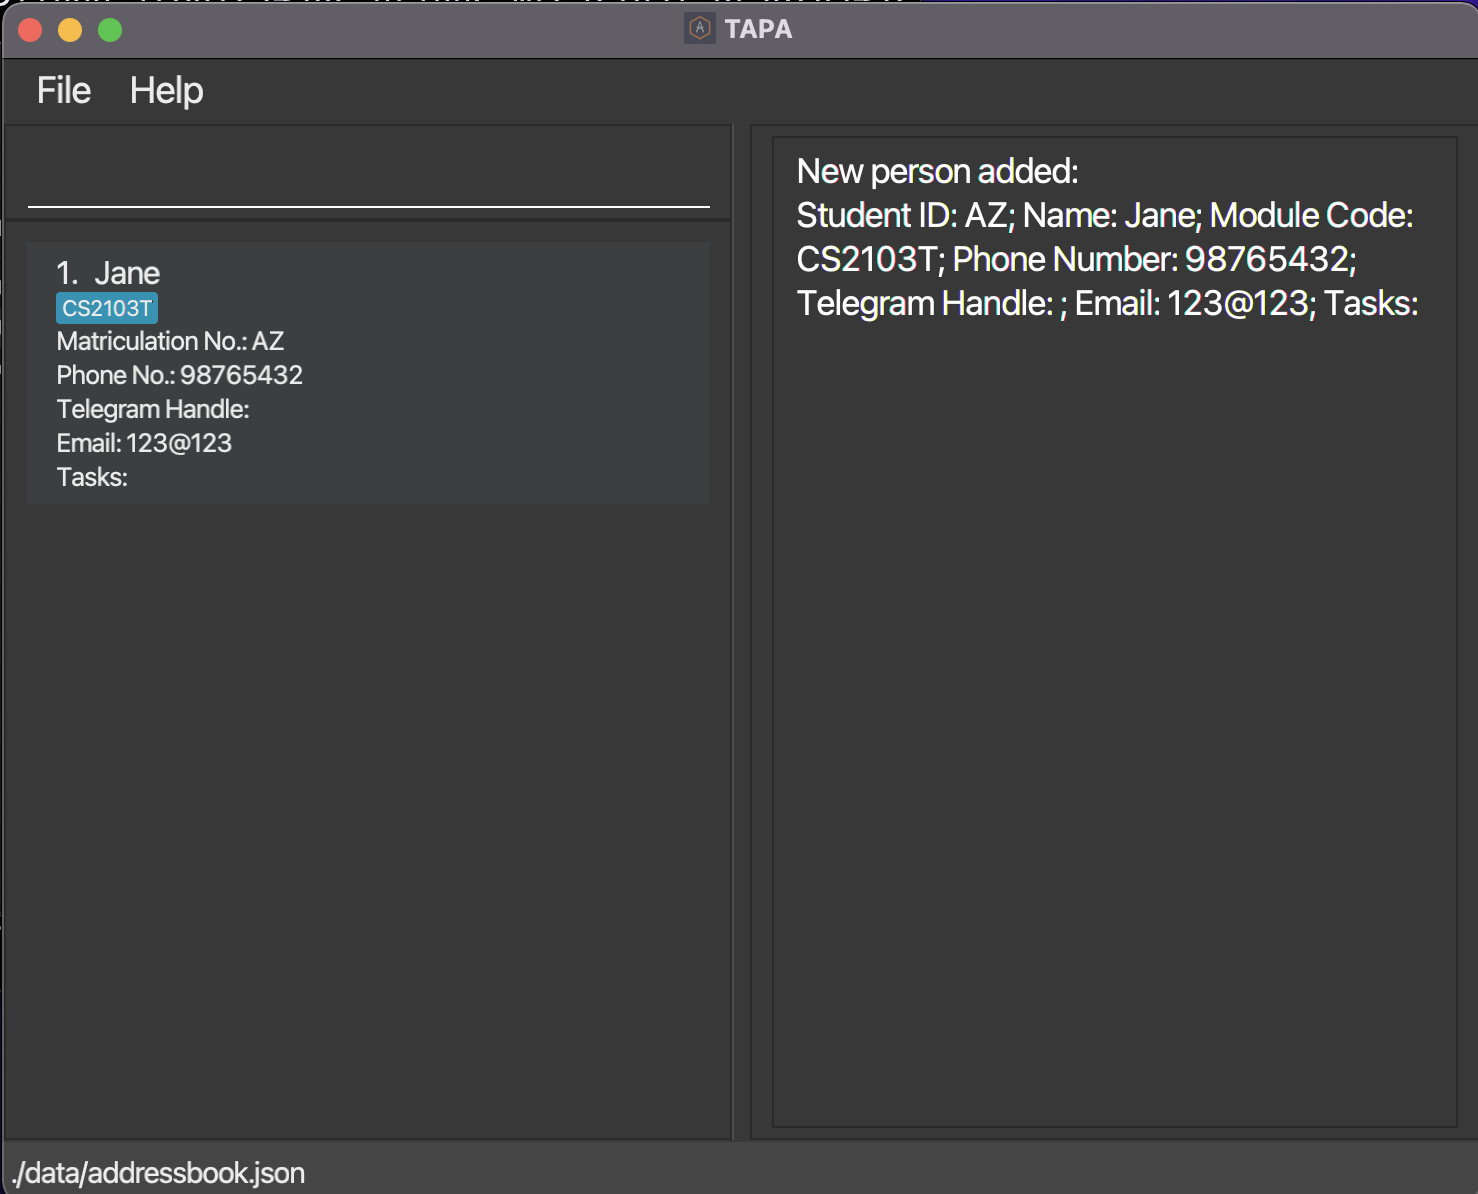 TAPA
File Help
1. Jane
CS2103T
Matriculation No.: AZ
Phone No.: 98765432
Telegram Handle:
Email: 123@123
Tasks:
New person added:
Student ID: AZ; Name: Jane; Module Code:
CS2103T; Phone Number: 98765432;
Telegram Handle: ; Email: 123@123; Tasks:
./data/addressbook.json